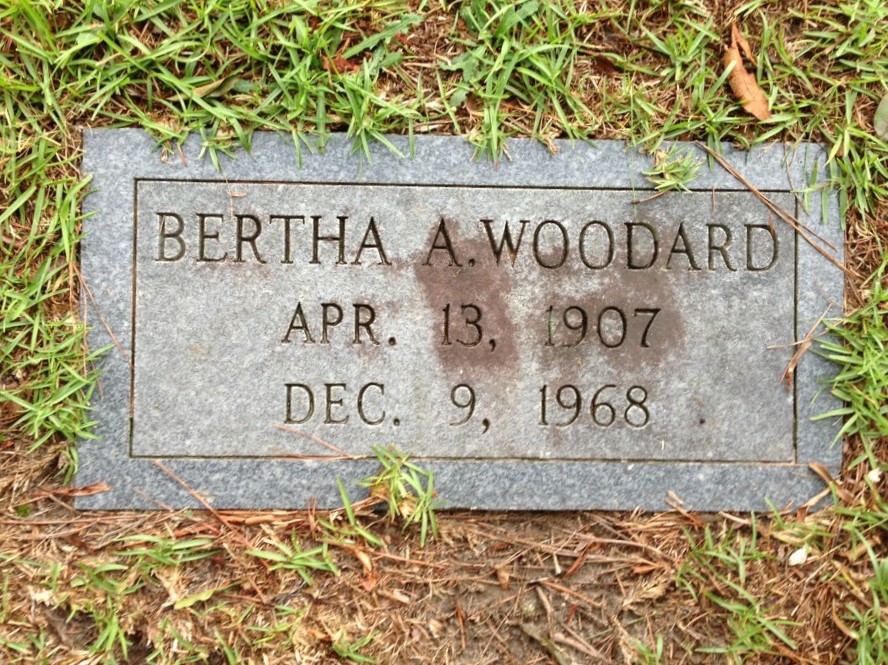 BERTHA A. WOODARD
APR. 13, 1907
DEC. 9, 1968